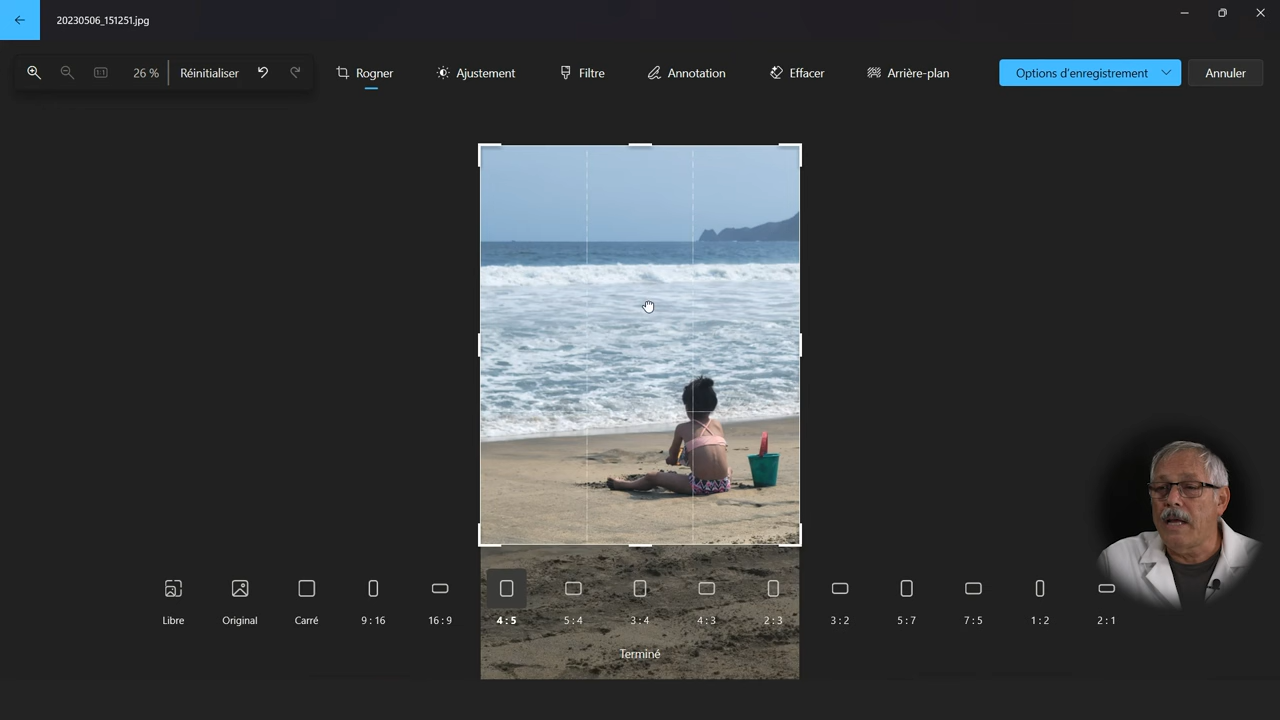 20230506_151251.jpg
26 %
Réinitialiser
Rogner
Ajustement
Filtre
Annotation
Effacer
Arrière-plan
Options d'enregistrement
Annuler
Libre
Original
Carré
9 : 16
16 : 9
4 : 5
5 : 4
3 : 4
4 : 3
2 : 3
3 : 2
5 : 7
7 : 5
1 : 2
2 : 1
Terminé